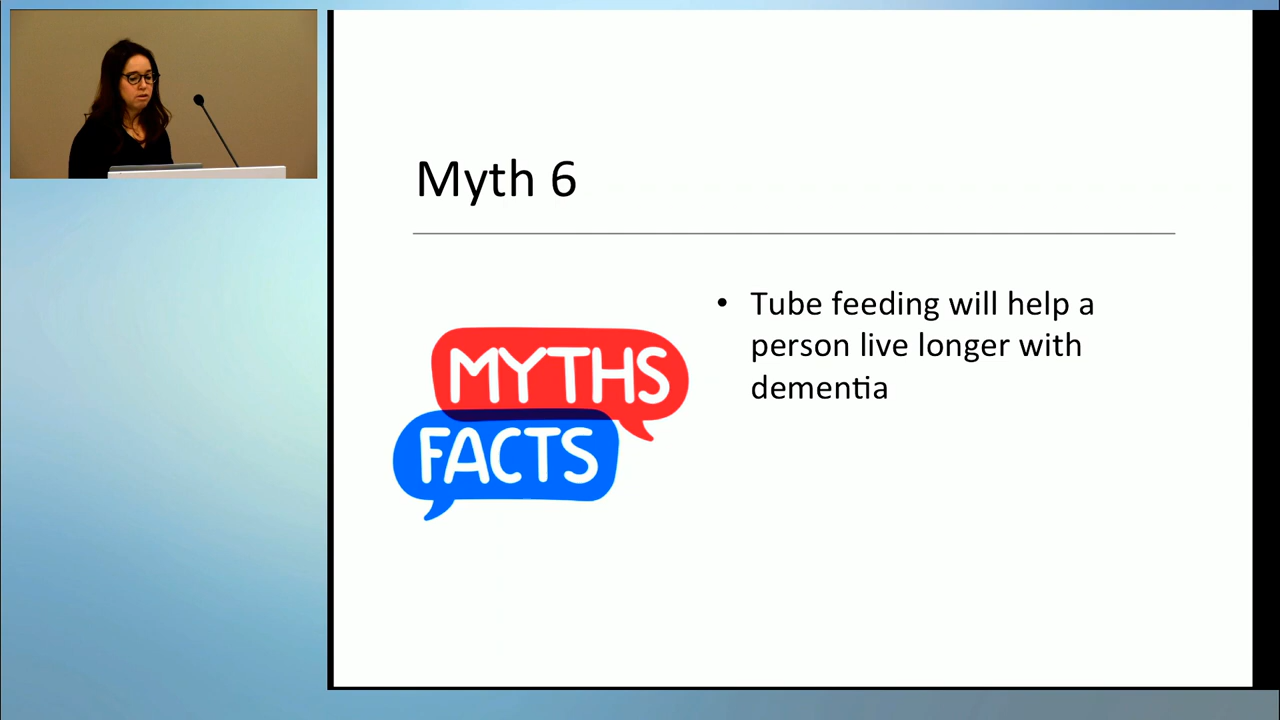 Myth 6
• Tube feeding will help a
person live longer with
dementia
MYTHS
FACTS